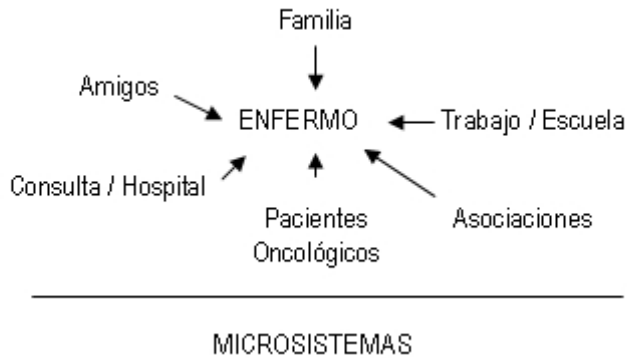 Familia
Amigos
ENFERMO
Trabajo / Escuela
Consulta / Hospital
Pacientes
Oncológicos
Asociaciones
MICROSISTEMAS